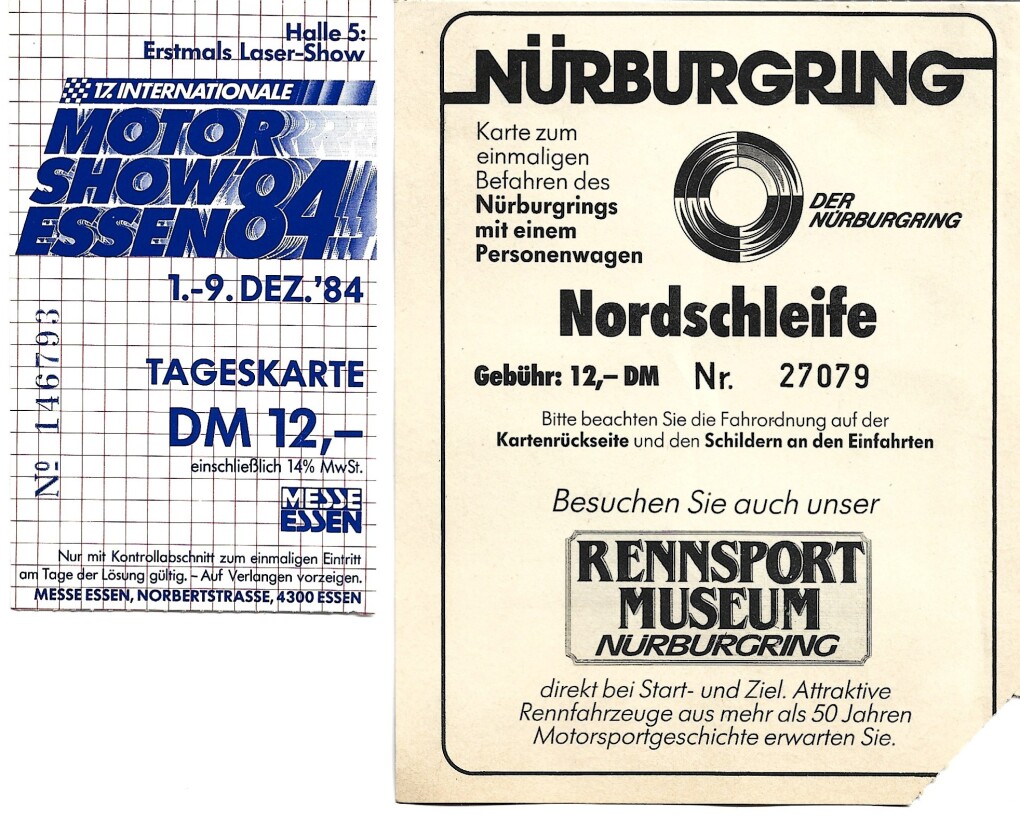 Halle 5:
Erstmals Laser-Show
17. INTERNATIONALE
MOTOR
SHOW '84
ESSEN
1.-9. DEZ. '84
Nº 146793
TAGESKARTE
DM 12,–
einschließlich 14% MwSt.
MESSE
ESSEN
Nur mit Kontrollabschnitt zum einmaligen Eintritt
am Tage der Lösung gültig. – Auf Verlangen vorzeigen.
MESSE ESSEN, NORBERTSTRASSE, 4300 ESSEN
NÜRBURGRING
Karte zum
einmaligen
Befahren des
Nürburgrings
mit einem
Personenwagen
DER
NÜRBURGRING
Nordschleife
Gebühr: 12,– DM Nr. 27079
Bitte beachten Sie die Fahrordnung auf der
Kartenrückseite und den Schildern an den Einfahrten
Besuchen Sie auch unser
RENNSPORT
MUSEUM
NÜRBURGRING
direkt bei Start- und Ziel. Attraktive
Rennfahrzeuge aus mehr als 50 Jahren
Motorsportgeschichte erwarten Sie.